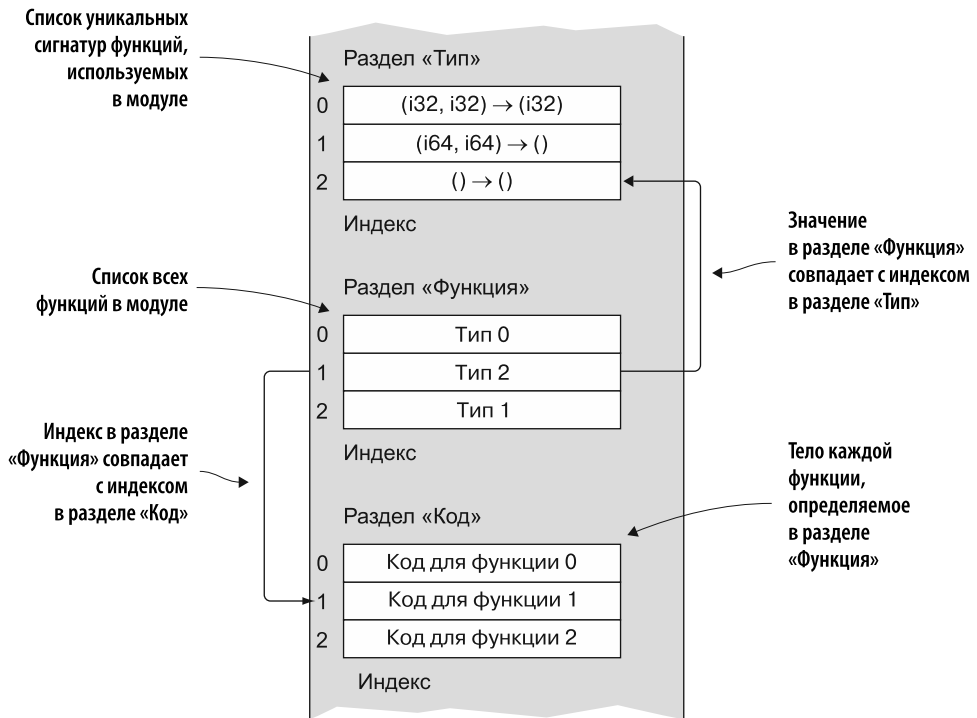 Список уникальных
сигнатур функций,
используемых
в модуле
Раздел «Тип»
0 (i32, i32) → (i32)
1 (i64, i64) → ()
2 () → ()
Индекс
Значение
в разделе «Функция»
совпадает с индексом
в разделе «Тип»
Список всех
функций в модуле
Раздел «Функция»
0 Тип 0
1 Тип 2
2 Тип 1
Индекс
Индекс в разделе
«Функция» совпадает
с индексом
в разделе «Код»
Тело каждой
функции,
определяемое
в разделе
«Функция»
Раздел «Код»
0 Код для функции 0
1 Код для функции 1
2 Код для функции 2
Индекс